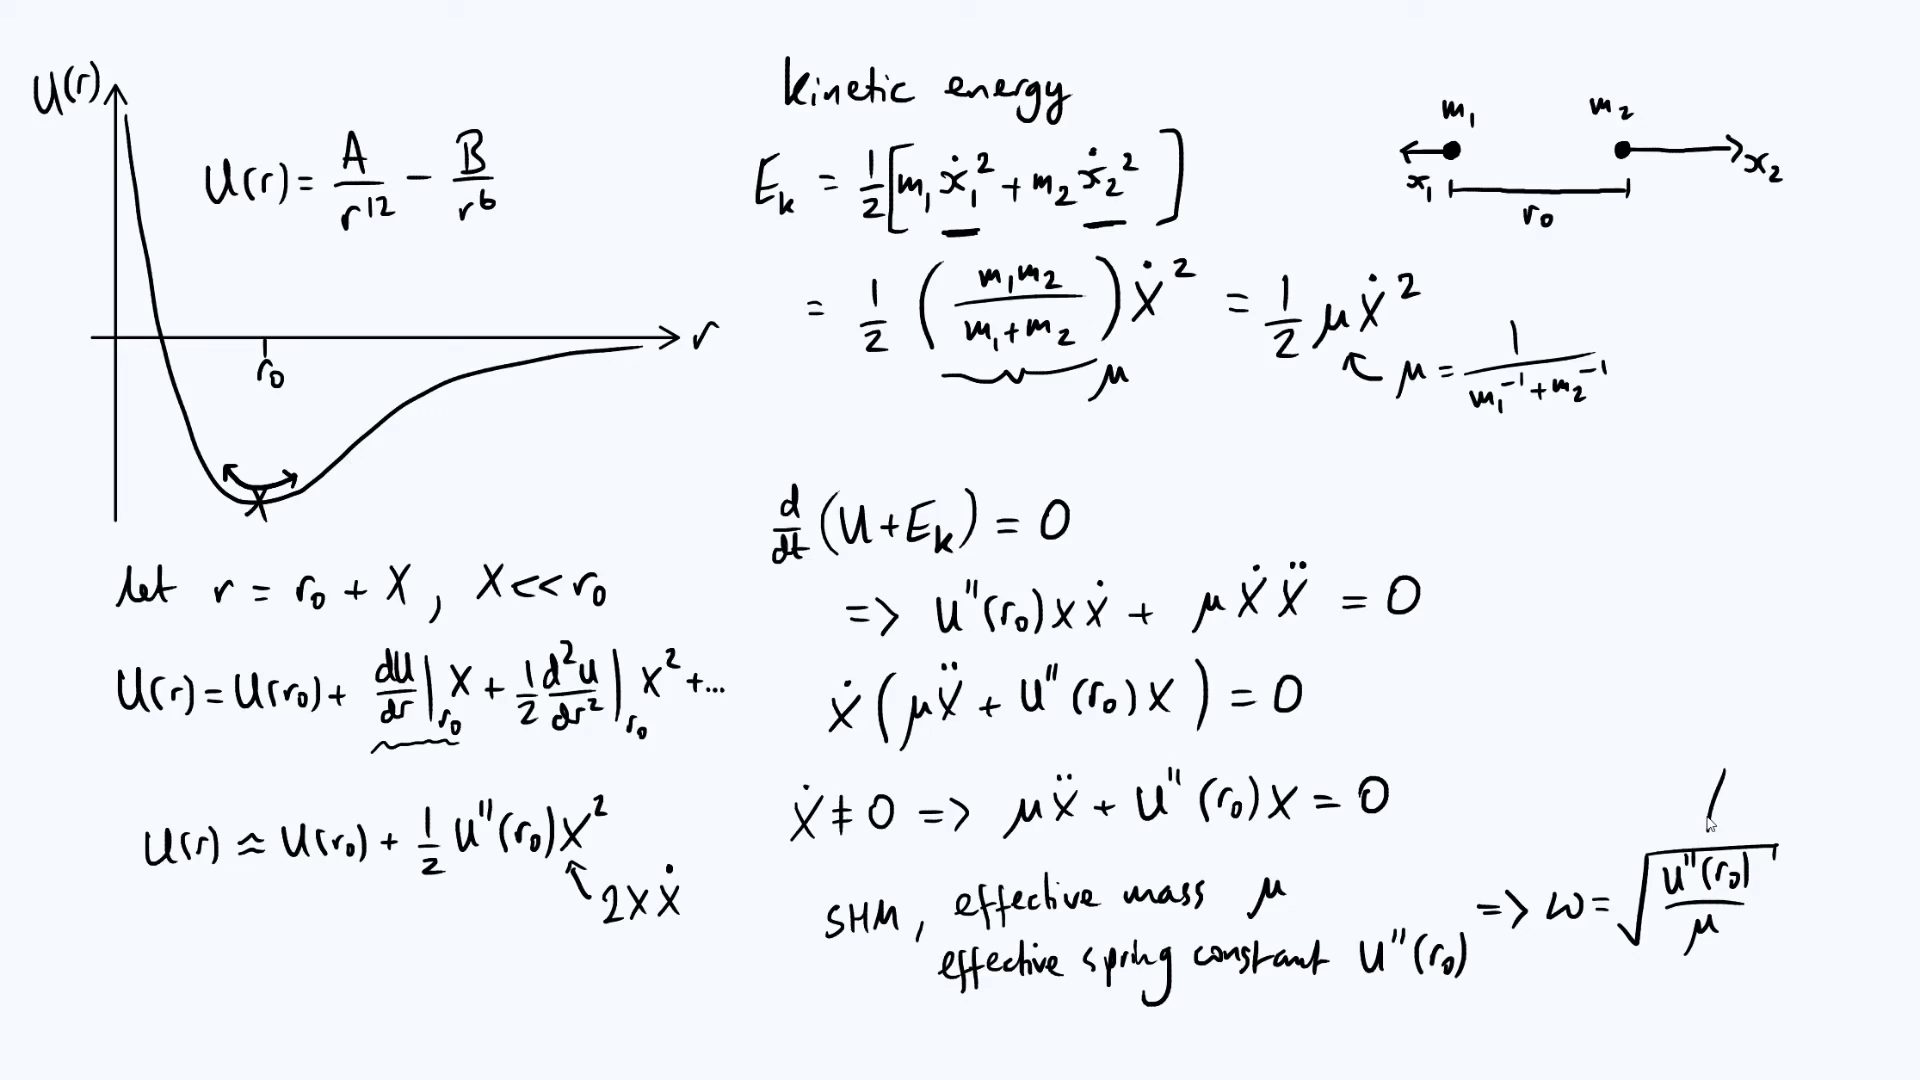 U(r)
U(r) = A/r^12 − B/r^6
r
r₀
let r = r₀ + X, X << r₀
U(r) = U(r₀) + dU/dr|r₀ X + 1/2 d²U/dr²|r₀ X² + ...
U(r) ≈ U(r₀) + 1/2 U''(r₀)X²
2XẊ
kinetic energy
E_k = 1/2 [m₁ẋ₁² + m₂ẋ₂²]
= 1/2 (m₁m₂/(m₁+m₂)) Ẋ² = 1/2 μẊ²
μ
μ = 1/(m₁⁻¹ + m₂⁻¹)
m₁ m₂
x₁ x₂
r₀
d/dt (U + E_k) = 0
=> U''(r₀)XẊ + μẊẌ = 0
Ẋ(μẌ + U''(r₀)X) = 0
Ẋ ≠ 0 => μẌ + U''(r₀)X = 0
SHM, effective mass μ
effective spring constant U''(r₀)
=> ω = √(U''(r₀)/μ)